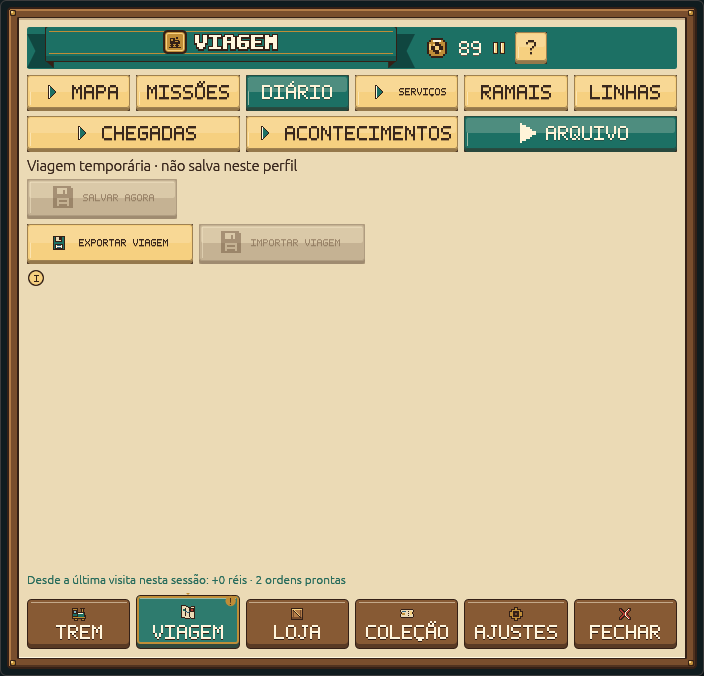 VIAGEM
89
?
MAPA MISSÕES DIÁRIO SERVIÇOS RAMAIS LINHAS
CHEGADAS ACONTECIMENTOS ARQUIVO
Viagem temporária · não salva neste perfil
SALVAR AGORA
EXPORTAR VIAGEM IMPORTAR VIAGEM
I
Desde a última visita nesta sessão: +0 réis · 2 ordens prontas
!
TREM VIAGEM LOJA COLEÇÃO AJUSTES FECHAR